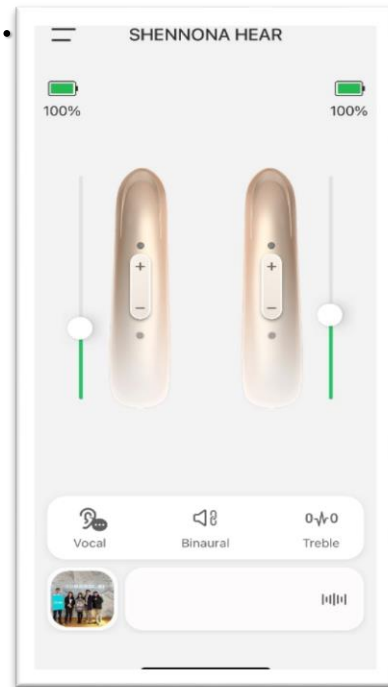 SHENNONA HEAR
100% 100%
+ +
− −
Vocal Binaural Treble